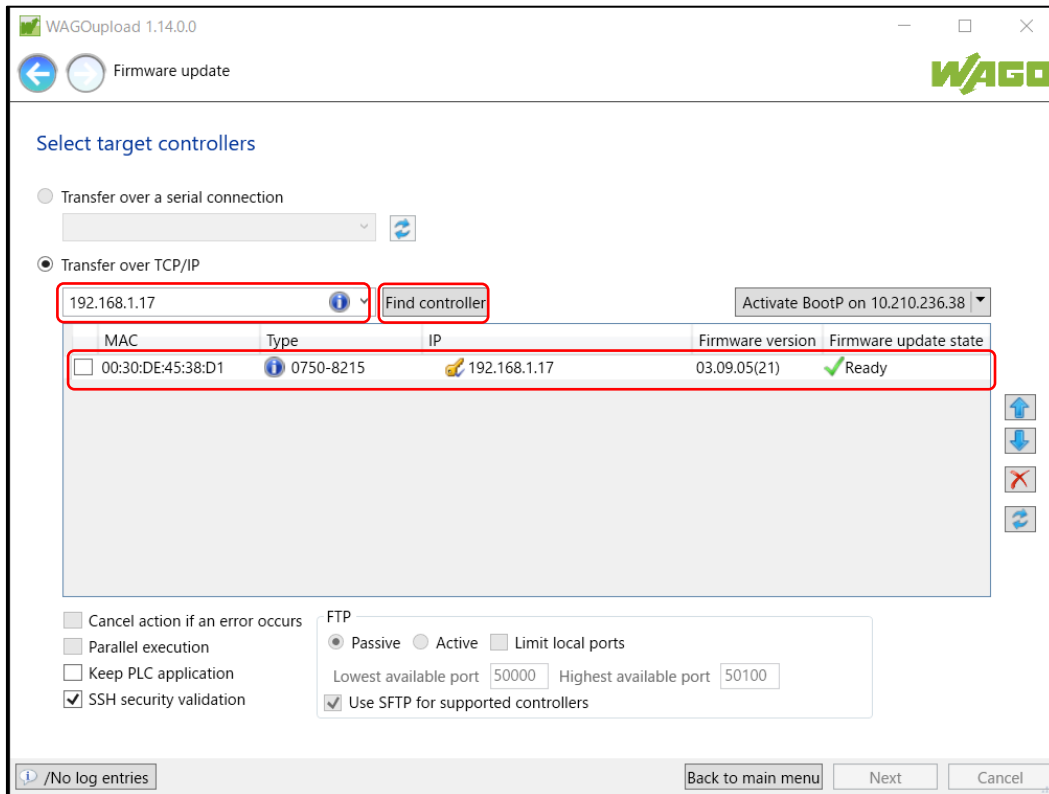 WAGOupload 1.14.0.0
Firmware update
WAGO
Select target controllers
Transfer over a serial connection
Transfer over TCP/IP
192.168.1.17 Find controller Activate BootP on 10.210.236.38
MAC Type IP Firmware version Firmware update state
00:30:DE:45:38:D1 0750-8215 192.168.1.17 03.09.05(21) Ready
Cancel action if an error occurs
Parallel execution
Keep PLC application
SSH security validation
FTP
Passive Active Limit local ports
Lowest available port 50000 Highest available port 50100
Use SFTP for supported controllers
/No log entries Back to main menu Next Cancel